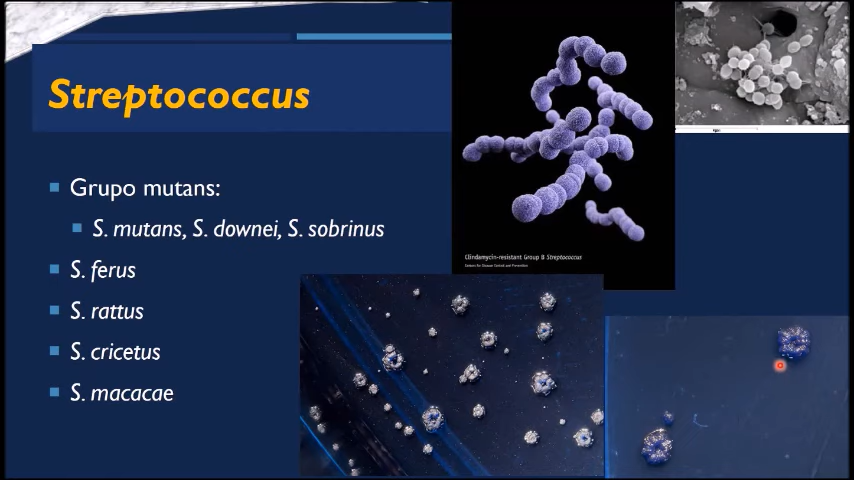 Streptococcus
Grupo mutans:
S. mutans, S. downei, S. sobrinus
S. ferus
S. rattus
S. cricetus
S. macacae
Clindamycin-resistant Group B Streptococcus
Centers for Disease Control and Prevention